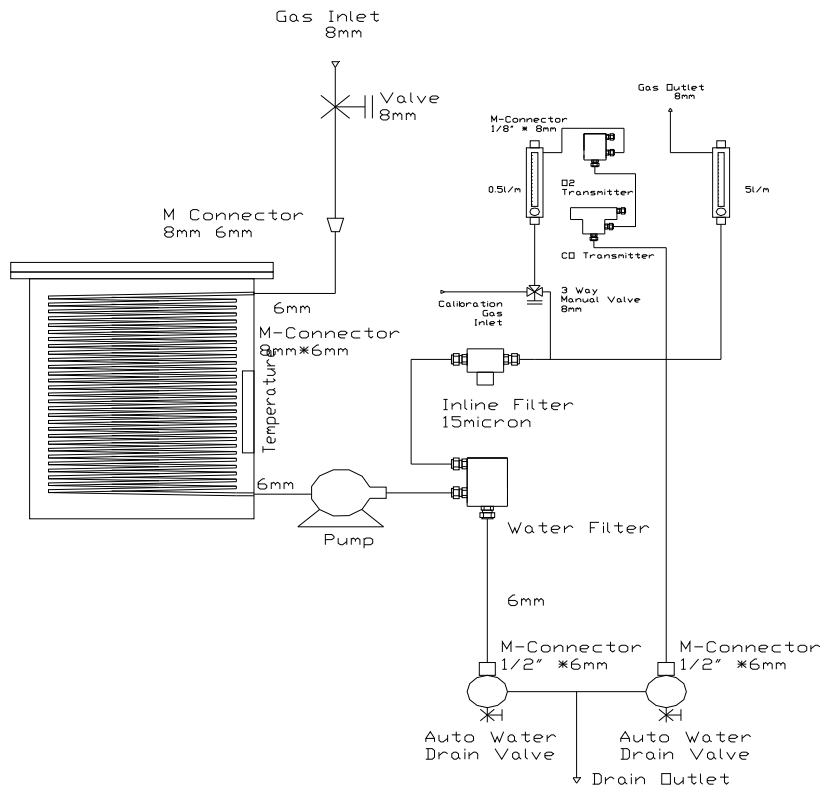 Gas Inlet
8mm
Valve
8mm
Gas Outlet
8mm
M-Connector
1/8" * 8mm
0.5l/m
O2
Transmitter
5l/m
M Connector
8mm 6mm
CO Transmitter
Calibration
Gas
Inlet
3 Way
Manual Valve
8mm
6mm
M-Connector
8mm*6mm
Temperature
Inline Filter
15micron
6mm
Pump
Water Filter
6mm
M-Connector
1/2" *6mm
M-Connector
1/2" *6mm
Auto Water
Drain Valve
Auto Water
Drain Valve
Drain Outlet